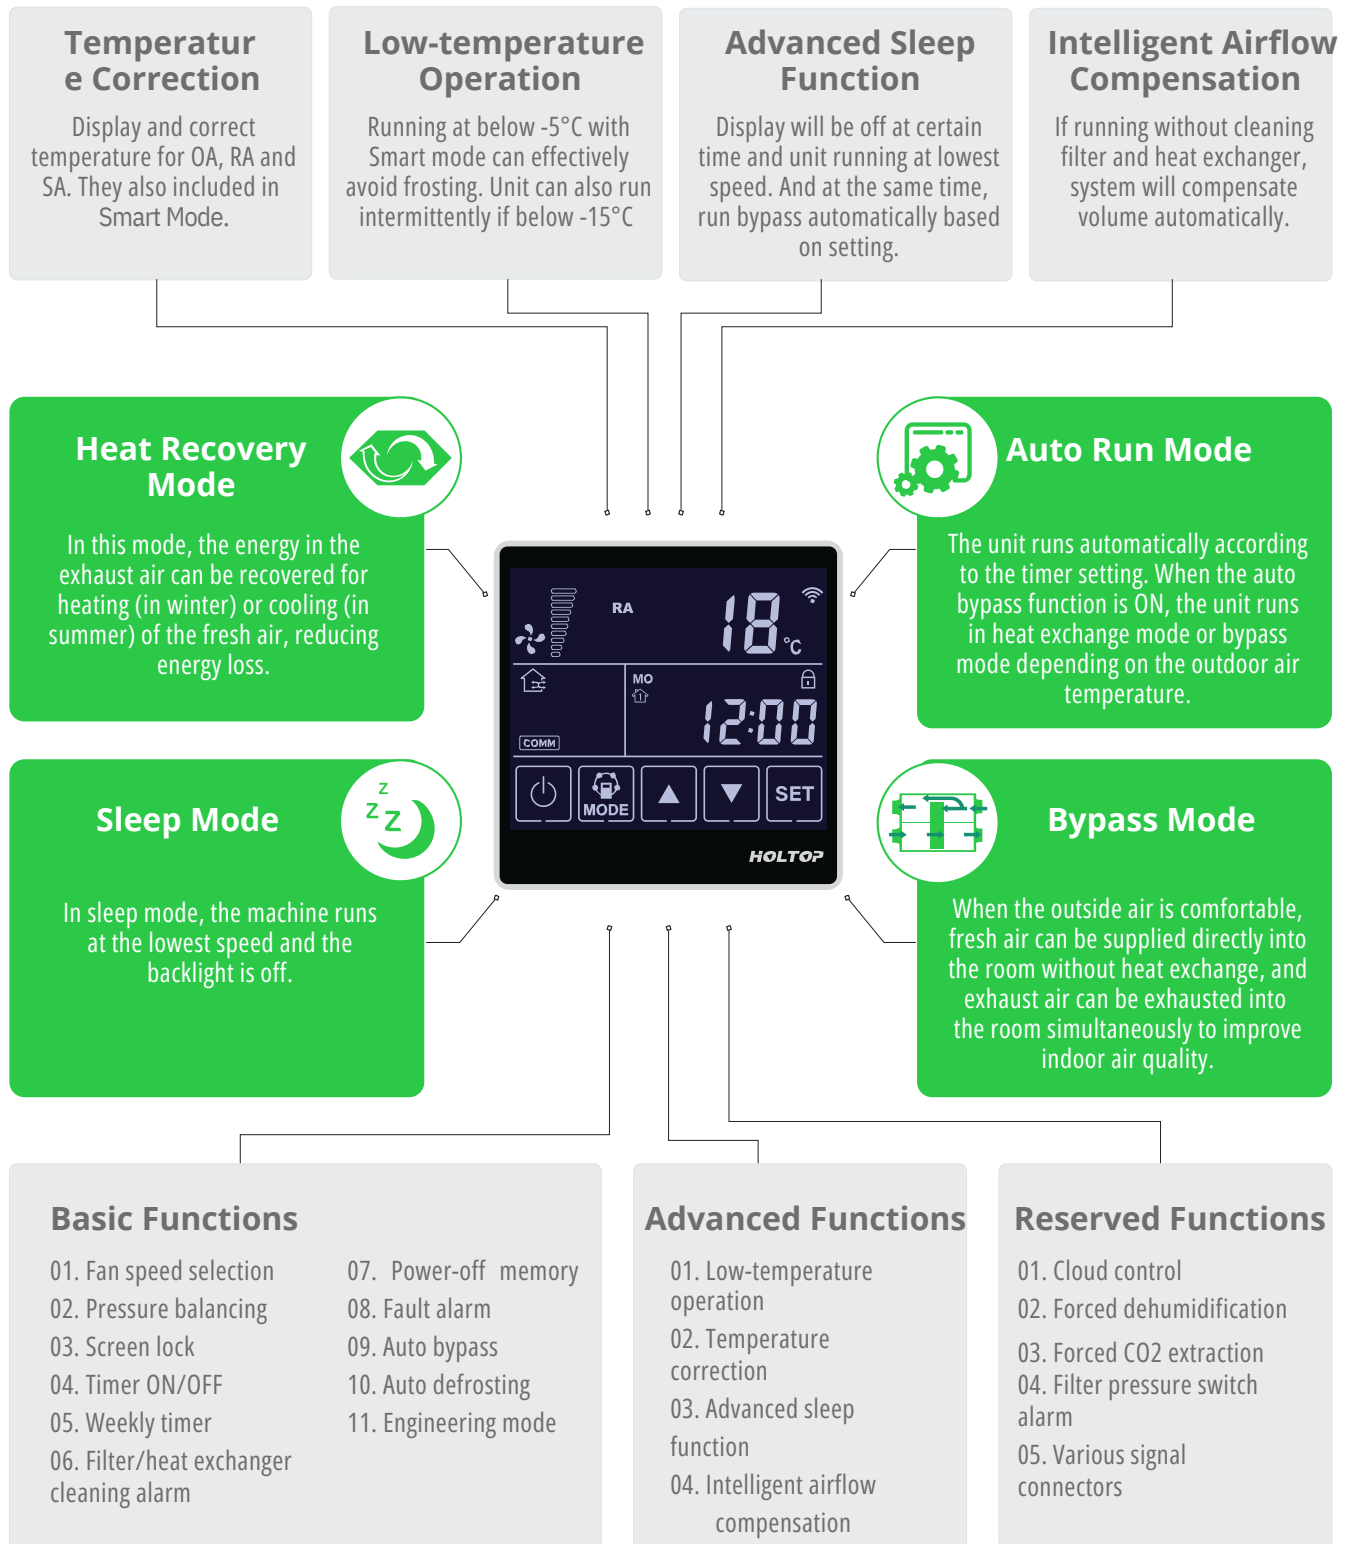 Temperatur
e Correction
Display and correct
temperature for OA, RA and
SA. They also included in
Smart Mode.
Low-temperature
Operation
Running at below -5°C with
Smart mode can effectively
avoid frosting. Unit can also run
intermittently if below -15°C
Advanced Sleep
Function
Display will be off at certain
time and unit running at lowest
speed. And at the same time,
run bypass automatically based
on setting.
Intelligent Airflow
Compensation
If running without cleaning
filter and heat exchanger,
system will compensate
volume automatically.
Heat Recovery
Mode
In this mode, the energy in the
exhaust air can be recovered for
heating (in winter) or cooling (in
summer) of the fresh air, reducing
energy loss.
Auto Run Mode
The unit runs automatically according
to the timer setting. When the auto
bypass function is ON, the unit runs
in heat exchange mode or bypass
mode depending on the outdoor air
temperature.
RA
18 °C
MO
1
12:00
COMM
MODE
SET
HOLTOP
Sleep Mode
z
z
z
In sleep mode, the machine runs
at the lowest speed and the
backlight is off.
Bypass Mode
When the outside air is comfortable,
fresh air can be supplied directly into
the room without heat exchange, and
exhaust air can be exhausted into
the room simultaneously to improve
indoor air quality.
Basic Functions
01. Fan speed selection
02. Pressure balancing
03. Screen lock
04. Timer ON/OFF
05. Weekly timer
06. Filter/heat exchanger
cleaning alarm
07. Power-off memory
08. Fault alarm
09. Auto bypass
10. Auto defrosting
11. Engineering mode
Advanced Functions
01. Low-temperature
operation
02. Temperature
correction
03. Advanced sleep
function
04. Intelligent airflow
compensation
Reserved Functions
01. Cloud control
02. Forced dehumidification
03. Forced CO2 extraction
04. Filter pressure switch
alarm
05. Various signal
connectors